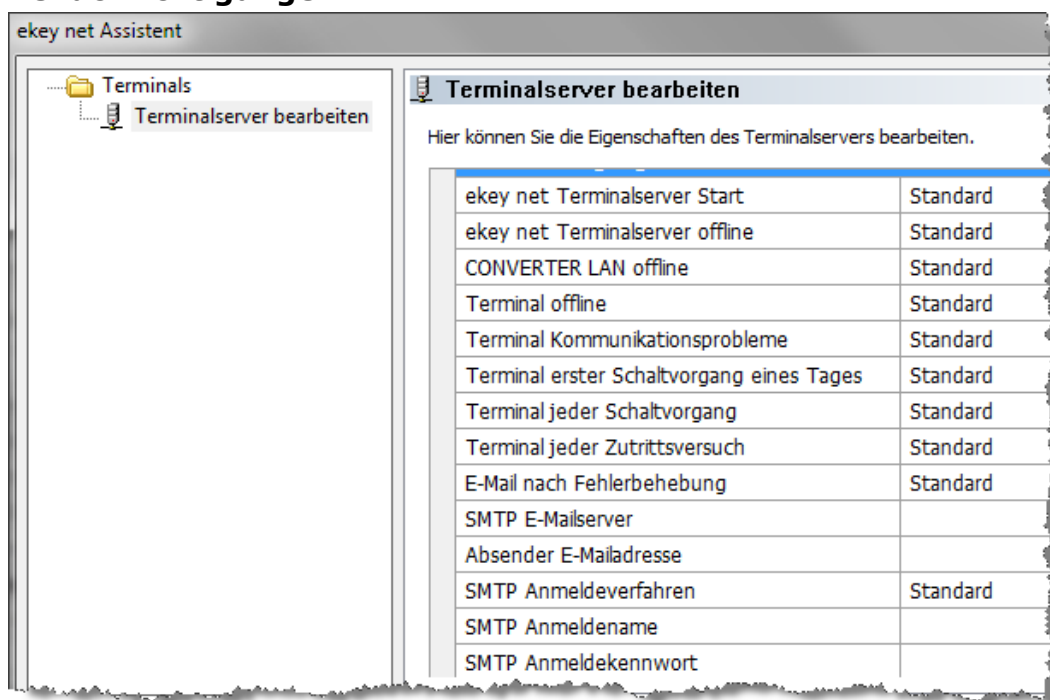 ekey net Assistent
Terminals
Terminalserver bearbeiten
Terminalserver bearbeiten
Hier können Sie die Eigenschaften des Terminalservers bearbeiten.
ekey net Terminalserver Start Standard
ekey net Terminalserver offline Standard
CONVERTER LAN offline Standard
Terminal offline Standard
Terminal Kommunikationsprobleme Standard
Terminal erster Schaltvorgang eines Tages Standard
Terminal jeder Schaltvorgang Standard
Terminal jeder Zutrittsversuch Standard
E-Mail nach Fehlerbehebung Standard
SMTP E-Mailserver
Absender E-Mailadresse
SMTP Anmeldeverfahren Standard
SMTP Anmeldename
SMTP Anmeldekennwort